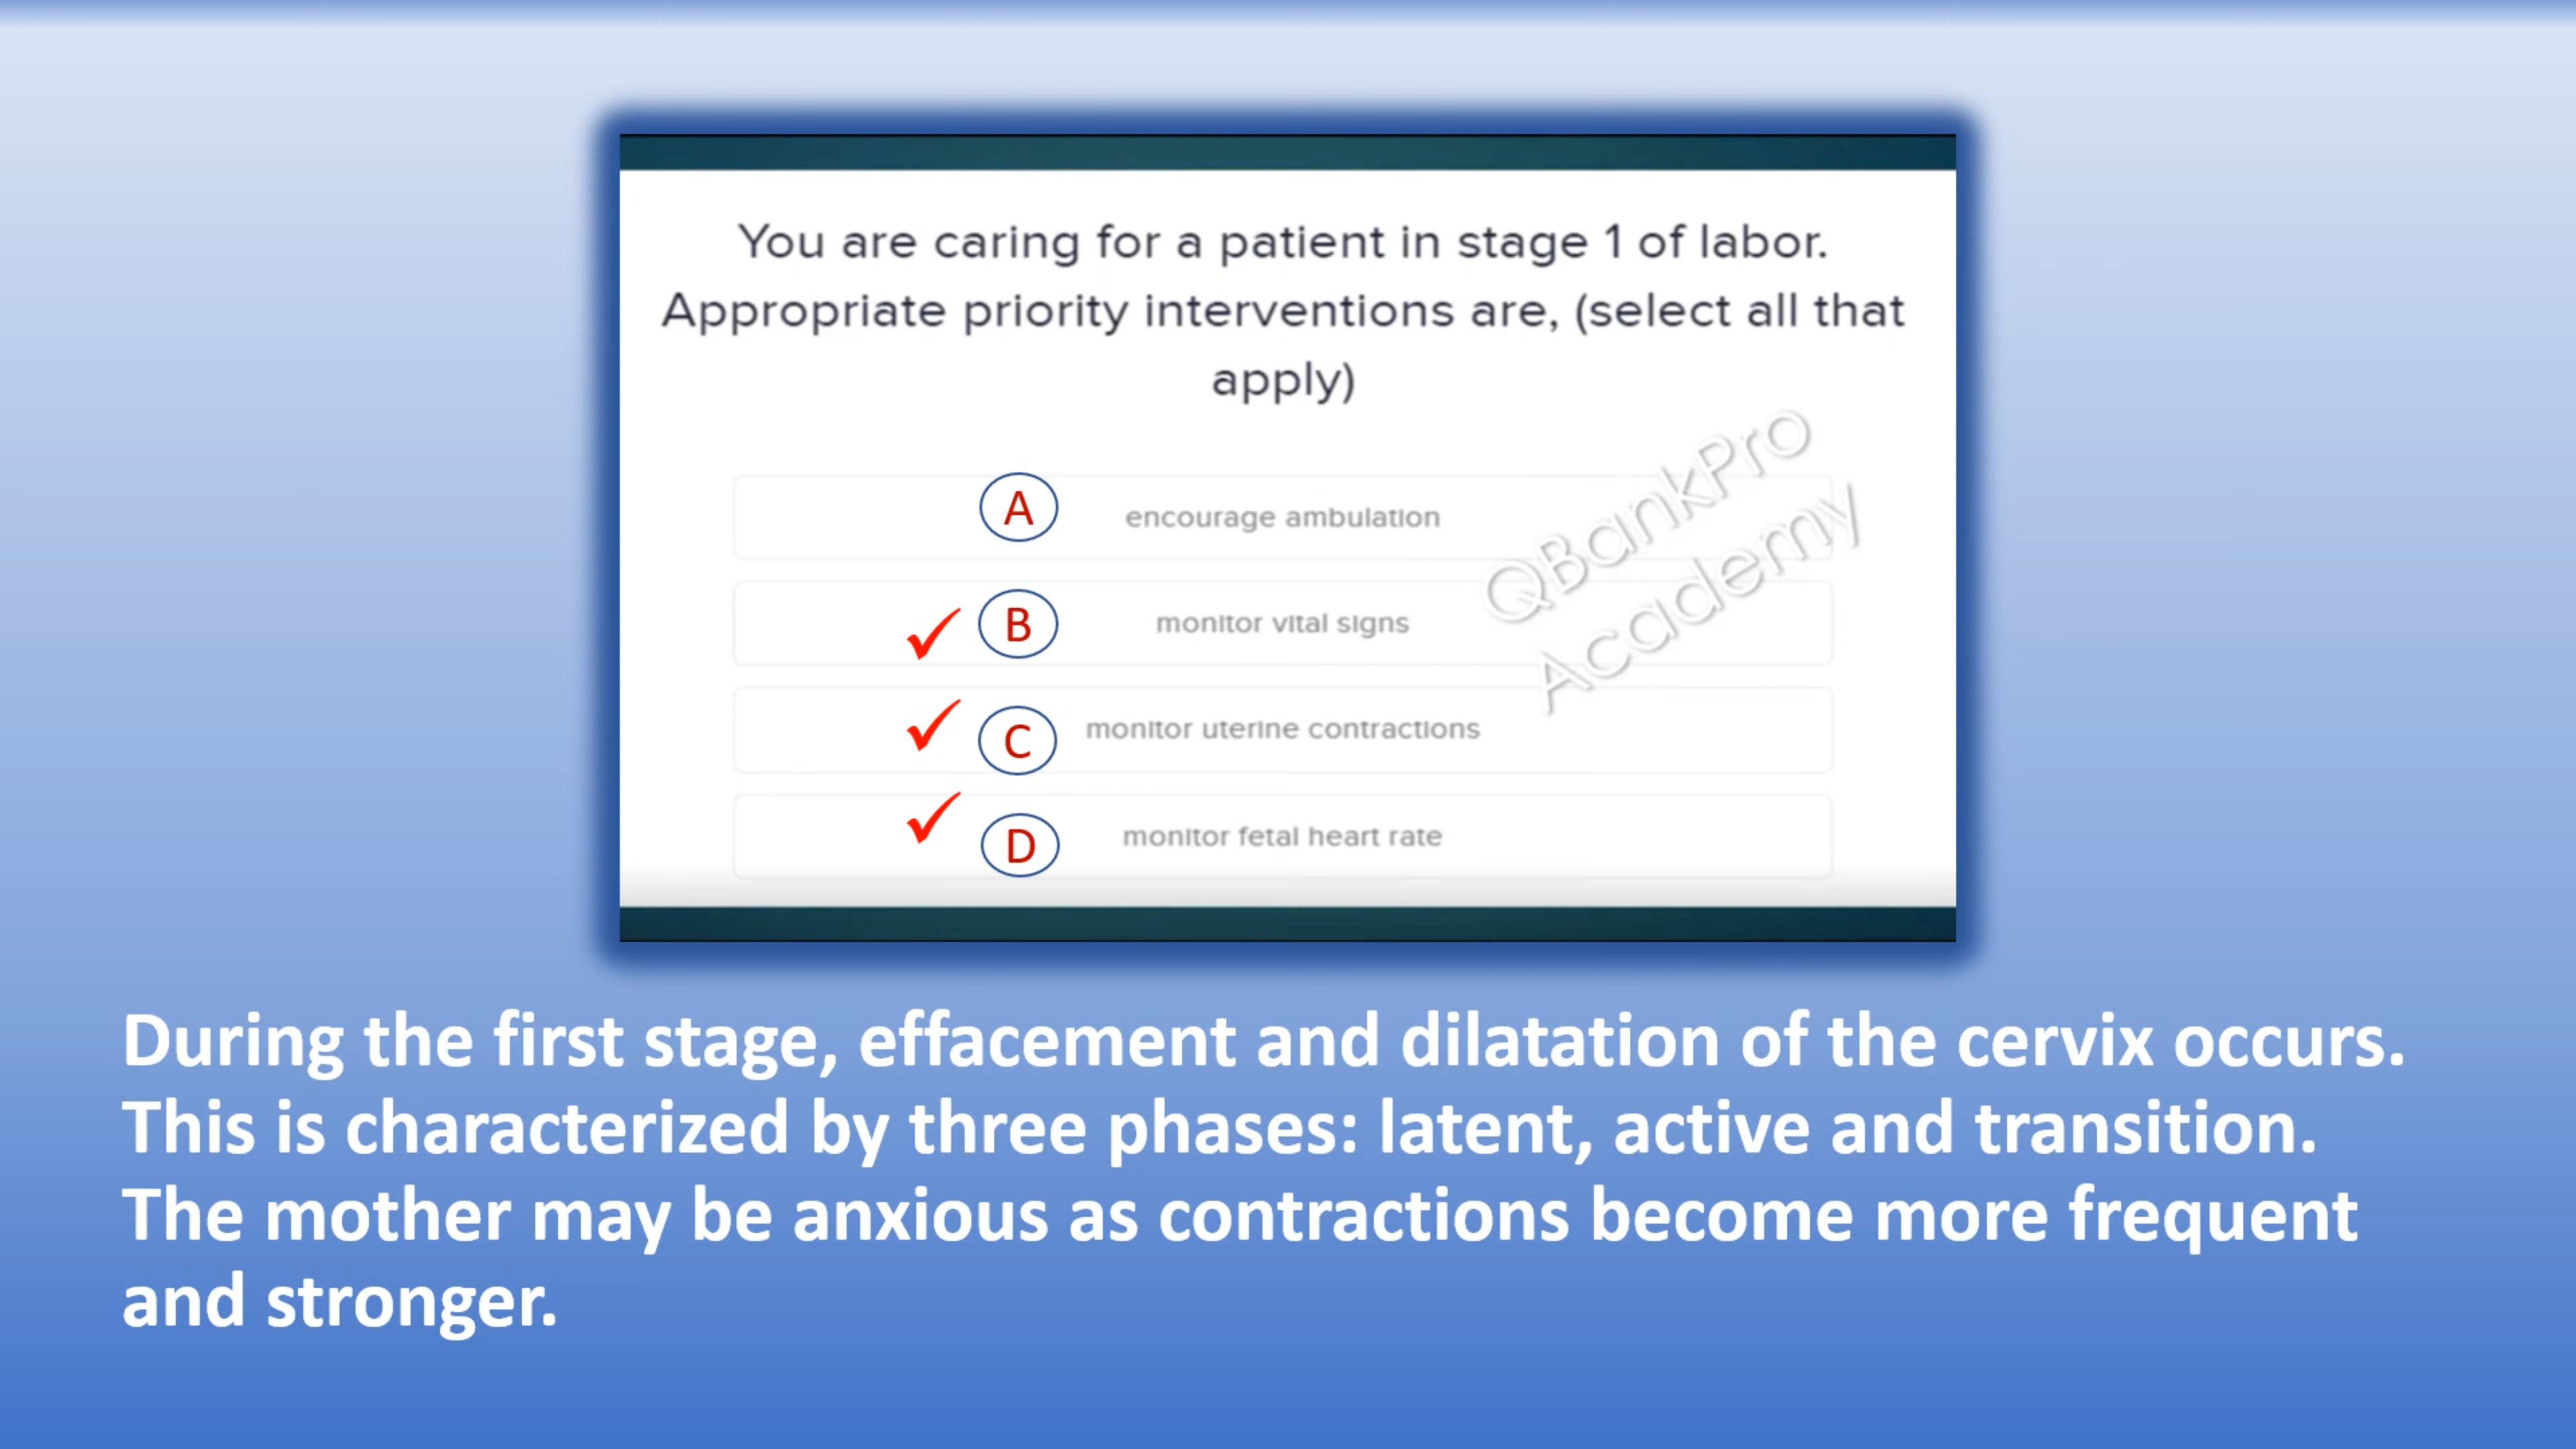 You are caring for a patient in stage 1 of labor.
Appropriate priority interventions are, (select all that
apply)
A encourage ambulation
B monitor vital signs
C monitor uterine contractions
D monitor fetal heart rate
QBankPro
Academy
During the first stage, effacement and dilatation of the cervix occurs.
This is characterized by three phases: latent, active and transition.
The mother may be anxious as contractions become more frequent
and stronger.